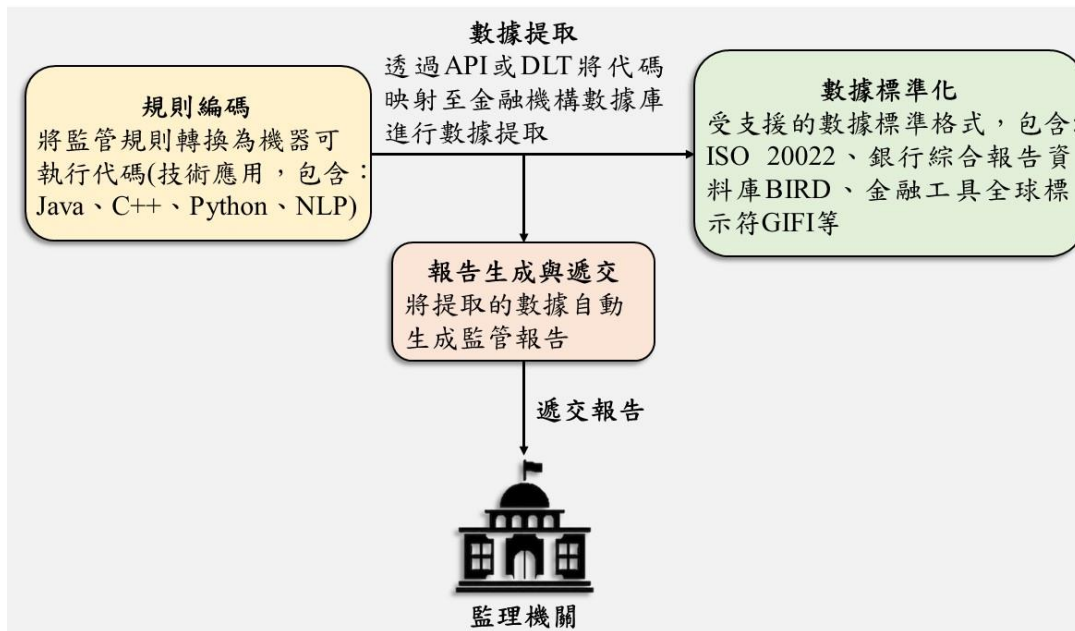 數據提取
透過API或DLT將代碼
映射至金融機構數據庫
進行數據提取
規則編碼
將監管規則轉換為機器可
執行代碼(技術應用，包含：
Java、C++、Python、NLP)
數據標準化
受支援的數據標準格式，包含:
ISO 20022、銀行綜合報告資
料庫BIRD、金融工具全球標
示符GIFI等
報告生成與遞交
將提取的數據自動
生成監管報告
遞交報告
監理機關